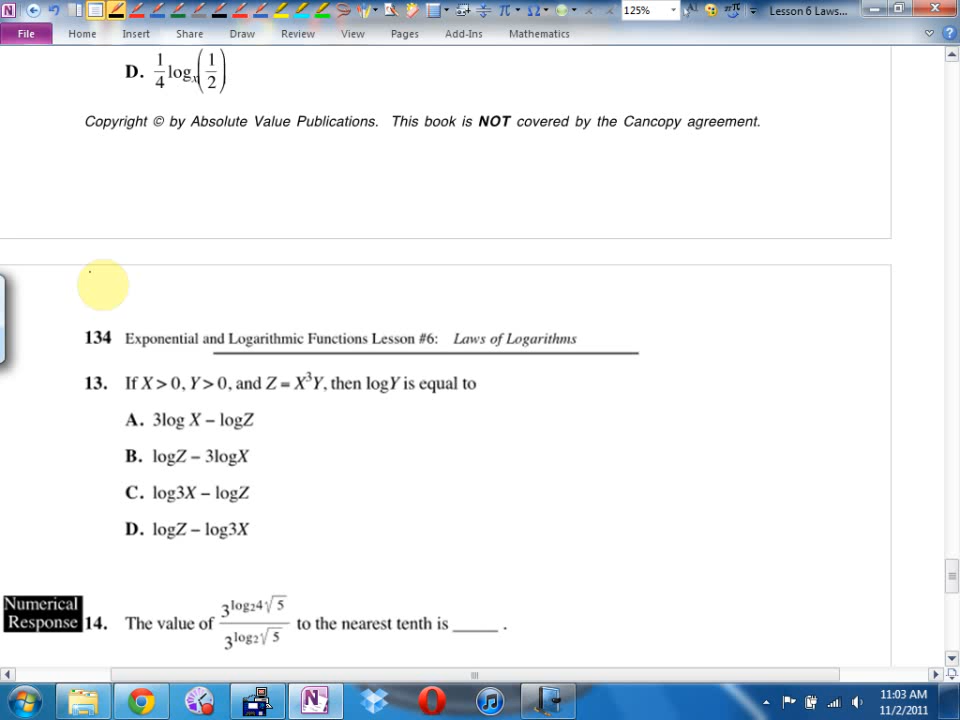 125% Lesson 6 Laws...
File Home Insert Share Draw Review View Pages Add-Ins Mathematics
D. 1/4 logₓ(1/2)
Copyright © by Absolute Value Publications. This book is NOT covered by the Cancopy agreement.
134 Exponential and Logarithmic Functions Lesson #6: Laws of Logarithms
13. If X > 0, Y > 0, and Z = X³Y, then logY is equal to
A. 3log X – logZ
B. logZ – 3logX
C. log3X – logZ
D. logZ – log3X
Numerical
Response 14. The value of 3^(log₂4√5) / 3^(log₂√5) to the nearest tenth is _____ .
11:03 AM
11/2/2011